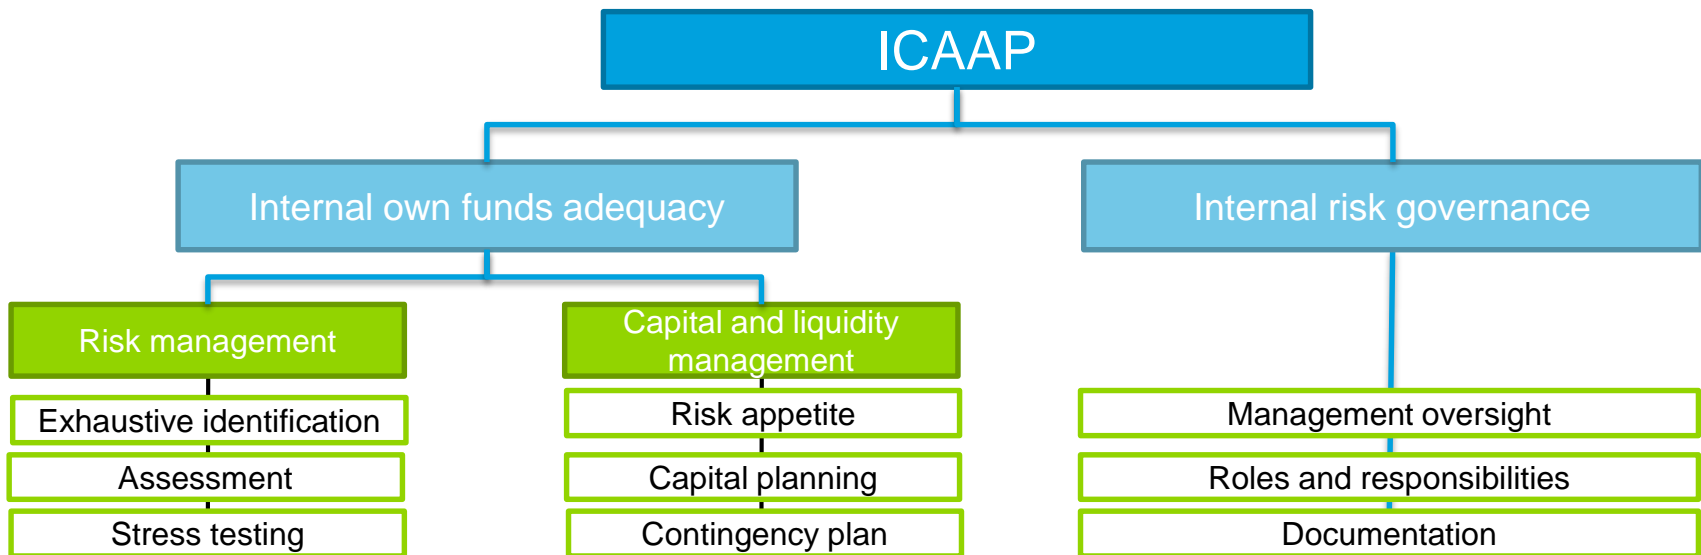 ICAAP
Internal own funds adequacy
Internal risk governance
Risk management
Capital and liquidity
management
Exhaustive identification
Risk appetite
Management oversight
Assessment
Capital planning
Roles and responsibilities
Stress testing
Contingency plan
Documentation